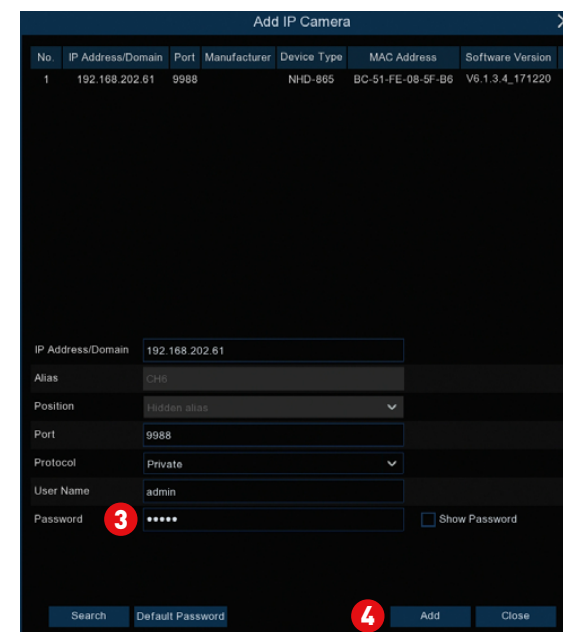 Add IP Camera X
No. IP Address/Domain Port Manufacturer Device Type MAC Address Software Version
1 192.168.202.61 9988 NHD-865 BC-51-FE-08-5F-B6 V6.1.3.4_171220
IP Address/Domain 192.168.202.61
Alias CH6
Position Hidden alias
Port 9988
Protocol Private
User Name admin
Password 3 ••••• Show Password
Search Default Password 4 Add Close